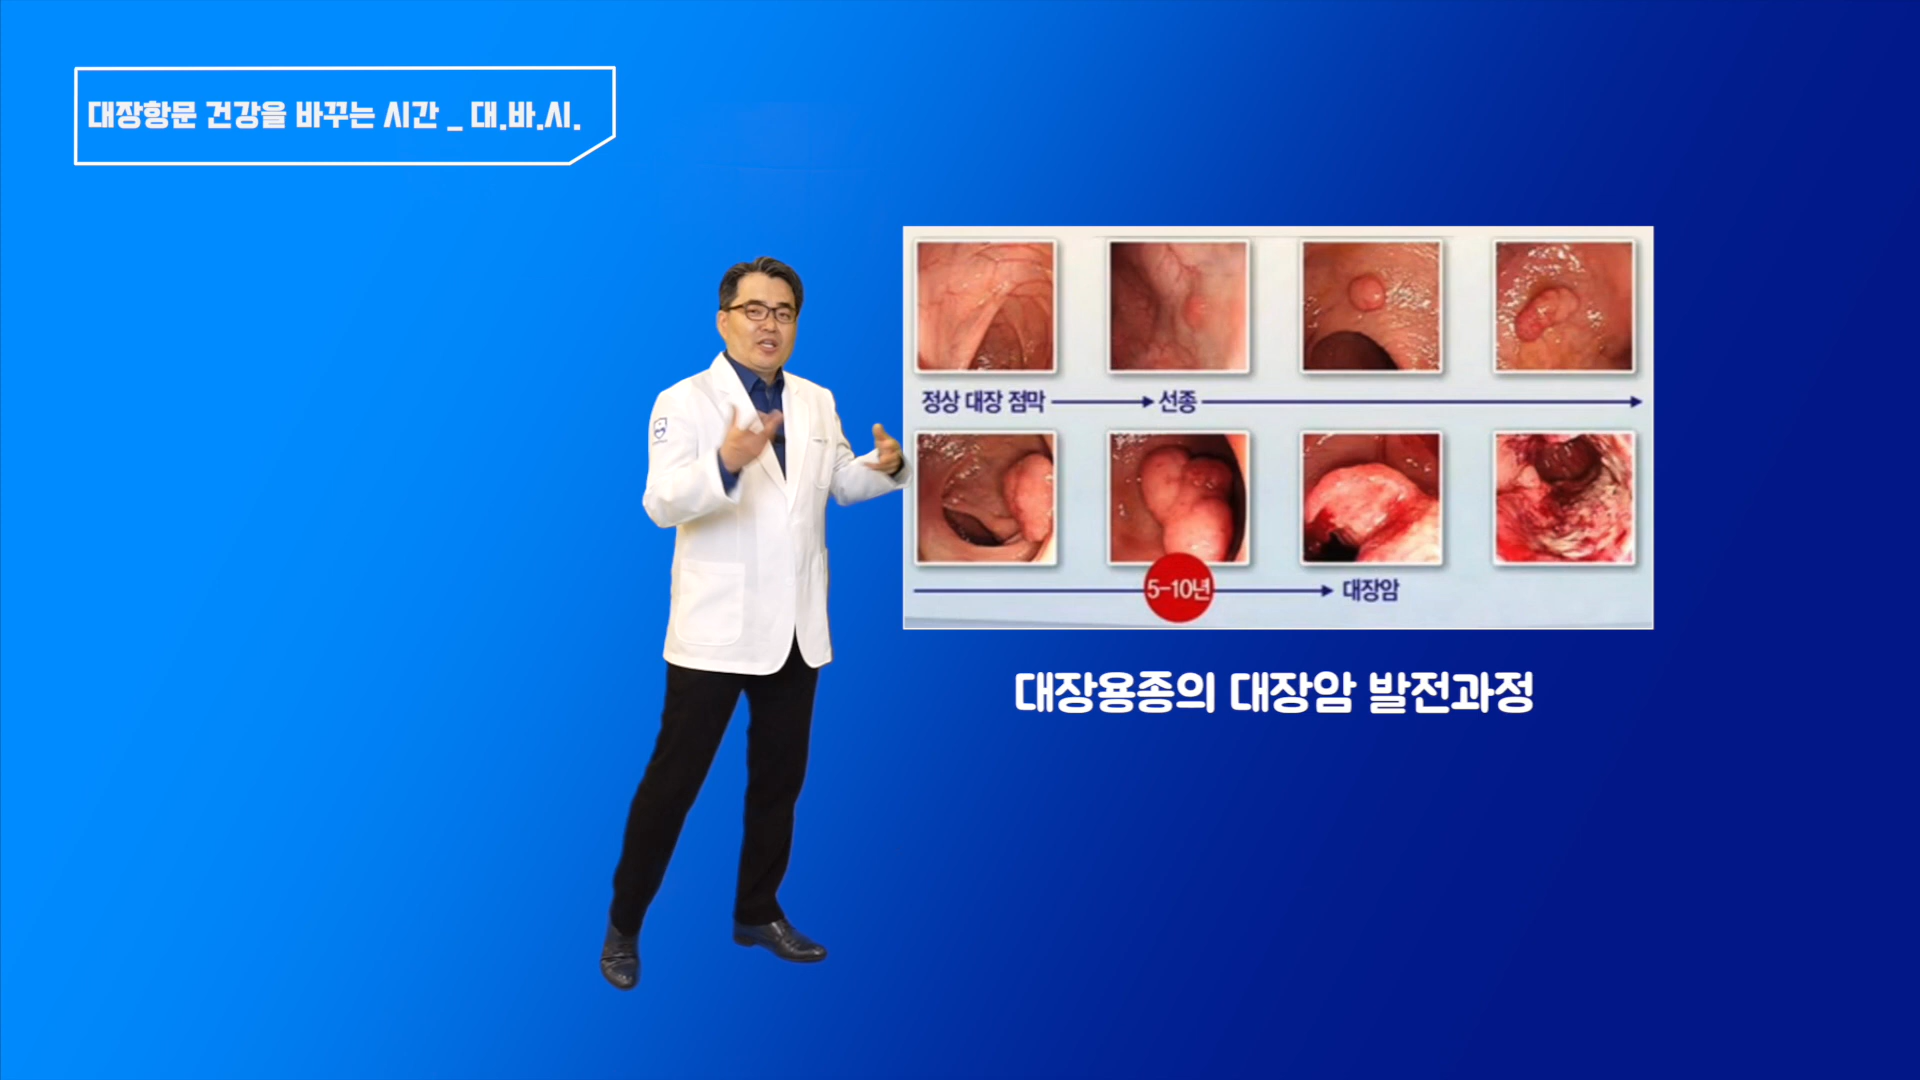 대장항문 건강을 바꾸는 시간 _ 대.바.시.
정상 대장 점막
선종
5-10년
대장암
대장용종의 대장암 발전과정